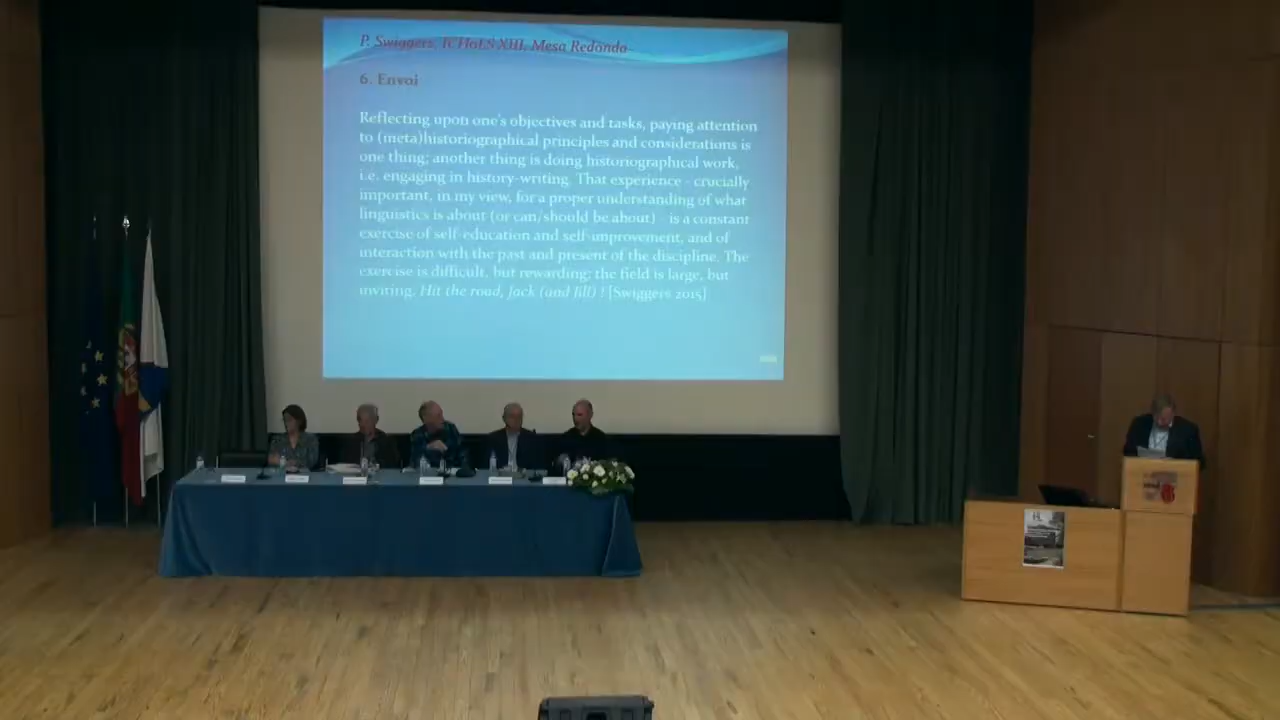 P. Swiggers, ICHoLS XIII, Mesa Redonda
6. Envoi
Reflecting upon one's objectives and tasks, paying attention
to (meta)historiographical principles and considerations is
one thing; another thing is doing historiographical work,
i.e. engaging in history-writing. That experience - crucially
important, in my view, for a proper understanding of what
linguistics is about (or can/should be about) - is a constant
exercise of self-education and self-improvement, and of
interaction with the past and present of the discipline. The
exercise is difficult, but rewarding; the field is large, but
inviting. Hit the road, Jack (and Jill) ! [Swiggers 2015]